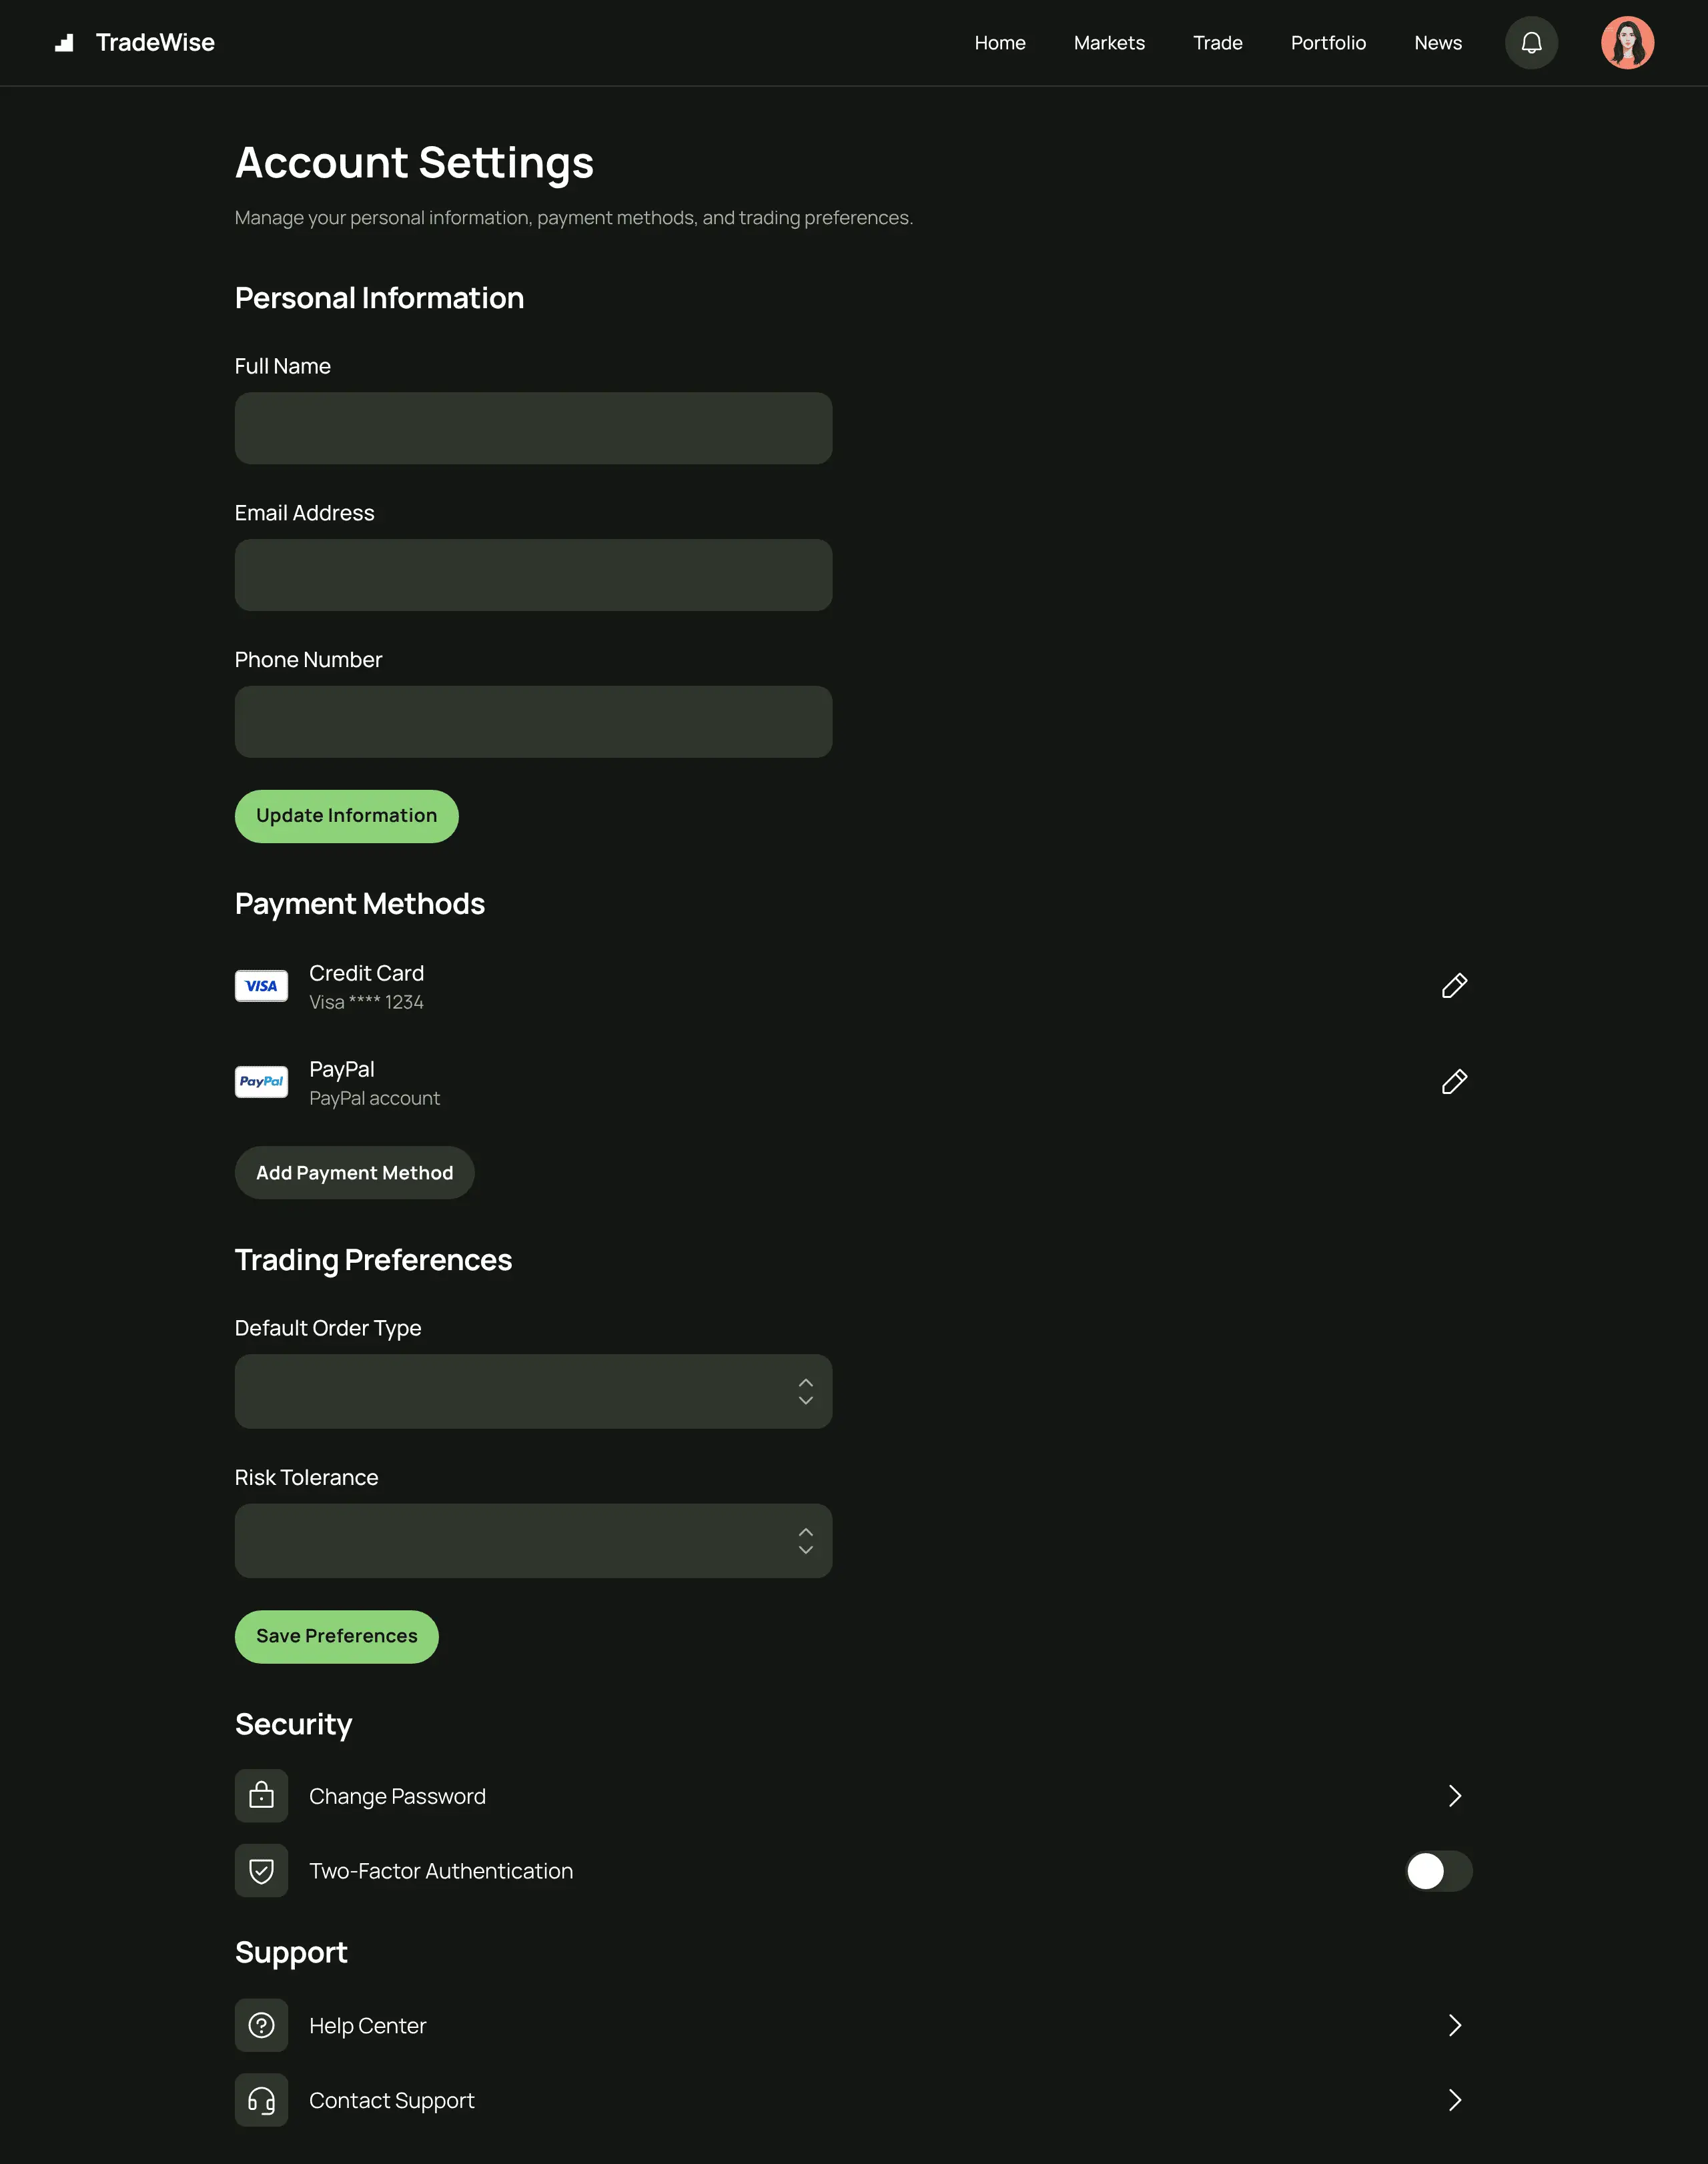 TradeWise
Home
Markets
Trade
Portfolio
News
Account Settings
Manage your personal information, payment methods, and trading preferences.
Personal Information
Full Name
Email Address
Phone Number
Update Information
Payment Methods
VISA
Credit Card
Visa **** 1234
PayPal
PayPal
PayPal account
Add Payment Method
Trading Preferences
Default Order Type
Risk Tolerance
Save Preferences
Security
Change Password
Two-Factor Authentication
Support
Help Center
Contact Support